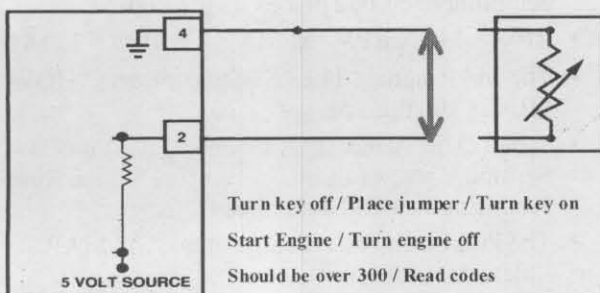 4
2
Turn key off / Place jumper / Turn key on
Start Engine / Turn engine off
5 VOLT SOURCE
Should be over 300 / Read codes